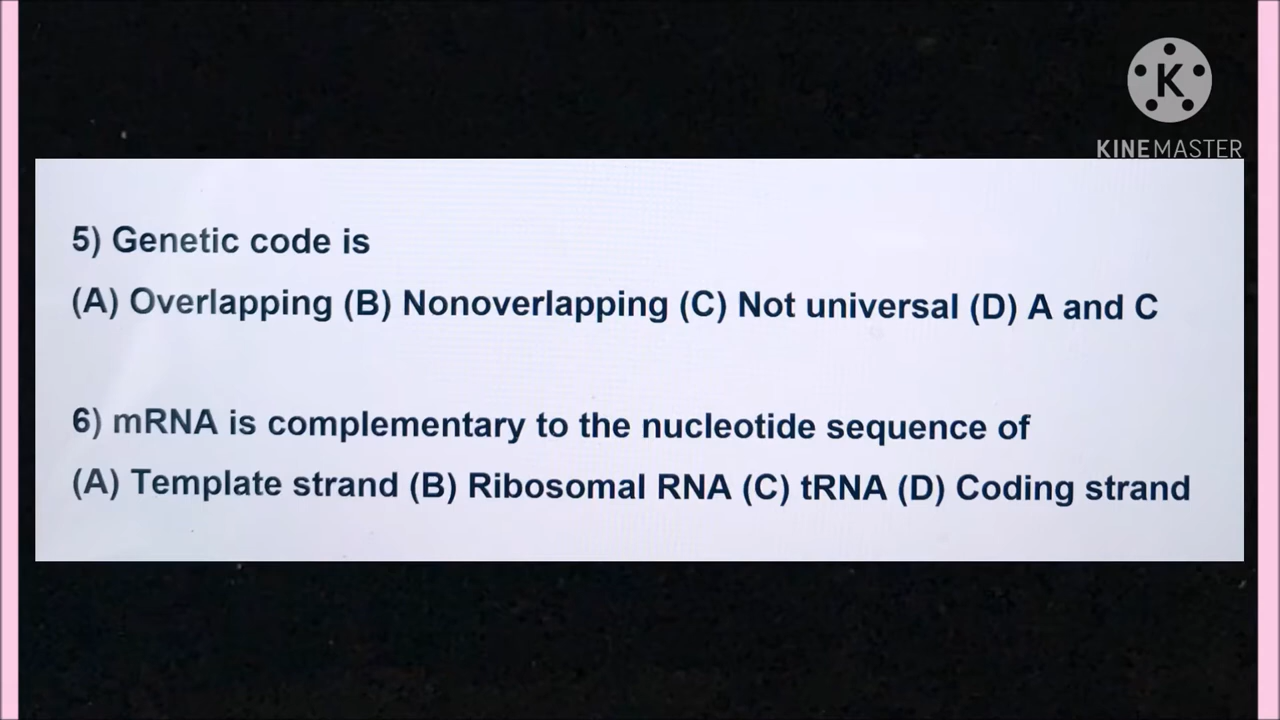 K
KINEMASTER
5) Genetic code is
(A) Overlapping (B) Nonoverlapping (C) Not universal (D) A and C
6) mRNA is complementary to the nucleotide sequence of
(A) Template strand (B) Ribosomal RNA (C) tRNA (D) Coding strand